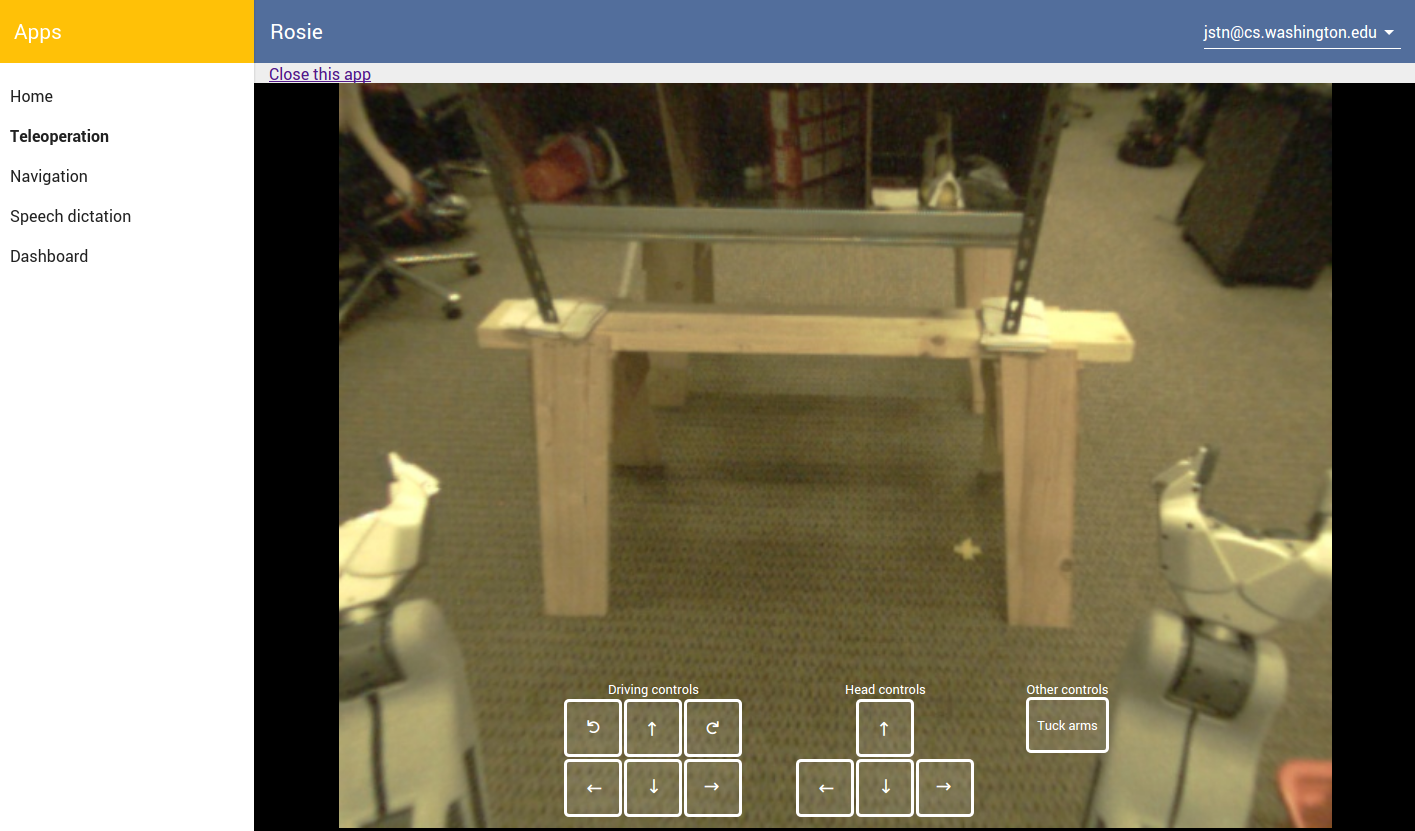 Apps
Rosie
jstn@cs.washington.edu
Close this app
Home
Teleoperation
Navigation
Speech dictation
Dashboard
Driving controls
Head controls
Other controls
Tuck arms